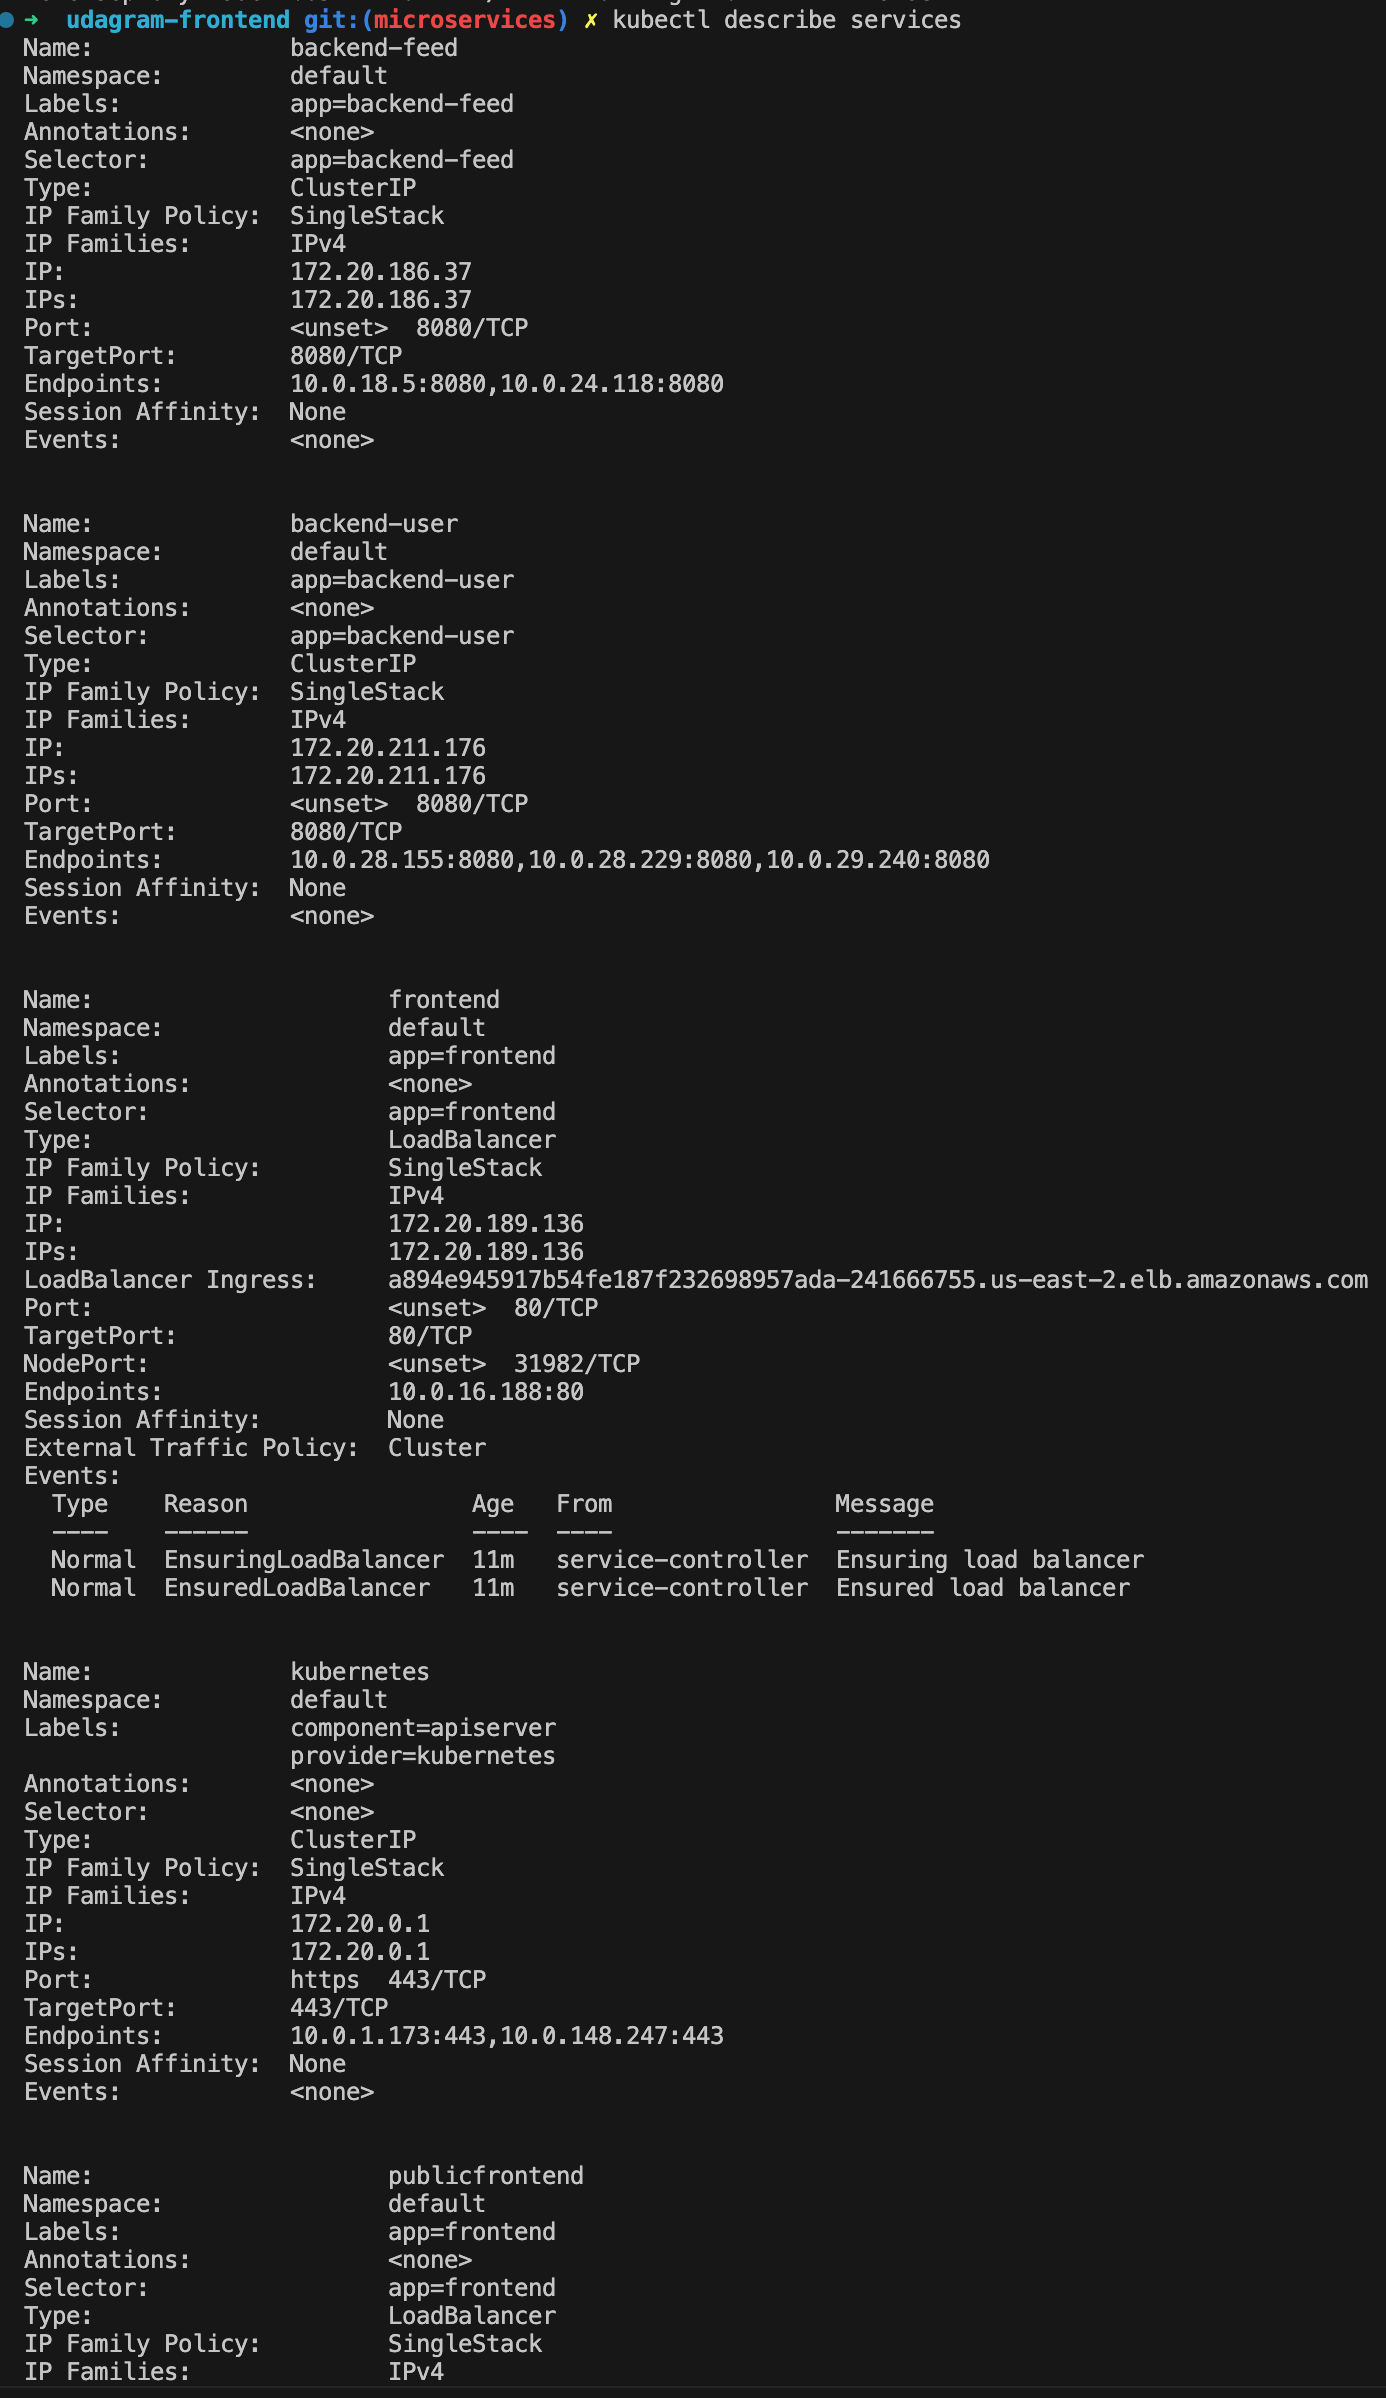 ➜  udagram-frontend git:(microservices) ✗ kubectl describe services
Name:              backend-feed
Namespace:         default
Labels:            app=backend-feed
Annotations:       <none>
Selector:          app=backend-feed
Type:              ClusterIP
IP Family Policy:  SingleStack
IP Families:       IPv4
IP:                172.20.186.37
IPs:               172.20.186.37
Port:              <unset>  8080/TCP
TargetPort:        8080/TCP
Endpoints:         10.0.18.5:8080,10.0.24.118:8080
Session Affinity:  None
Events:            <none>
Name:              backend-user
Namespace:         default
Labels:            app=backend-user
Annotations:       <none>
Selector:          app=backend-user
Type:              ClusterIP
IP Family Policy:  SingleStack
IP Families:       IPv4
IP:                172.20.211.176
IPs:               172.20.211.176
Port:              <unset>  8080/TCP
TargetPort:        8080/TCP
Endpoints:         10.0.28.155:8080,10.0.28.229:8080,10.0.29.240:8080
Session Affinity:  None
Events:            <none>
Name:                     frontend
Namespace:                default
Labels:                   app=frontend
Annotations:              <none>
Selector:                 app=frontend
Type:                     LoadBalancer
IP Family Policy:         SingleStack
IP Families:              IPv4
IP:                       172.20.189.136
IPs:                      172.20.189.136
LoadBalancer Ingress:     a894e945917b54fe187f232698957ada-241666755.us-east-2.elb.amazonaws.com
Port:                     <unset>  80/TCP
TargetPort:               80/TCP
NodePort:                 <unset>  31982/TCP
Endpoints:                10.0.16.188:80
Session Affinity:         None
External Traffic Policy:  Cluster
Events:
  Type    Reason                Age   From                Message
  ----    ------                ----  ----                -------
  Normal  EnsuringLoadBalancer  11m   service-controller  Ensuring load balancer
  Normal  EnsuredLoadBalancer   11m   service-controller  Ensured load balancer
Name:              kubernetes
Namespace:         default
Labels:            component=apiserver
                   provider=kubernetes
Annotations:       <none>
Selector:          <none>
Type:              ClusterIP
IP Family Policy:  SingleStack
IP Families:       IPv4
IP:                172.20.0.1
IPs:               172.20.0.1
Port:              https  443/TCP
TargetPort:        443/TCP
Endpoints:         10.0.1.173:443,10.0.148.247:443
Session Affinity:  None
Events:            <none>
Name:                     publicfrontend
Namespace:                default
Labels:                   app=frontend
Annotations:              <none>
Selector:                 app=frontend
Type:                     LoadBalancer
IP Family Policy:         SingleStack
IP Families:              IPv4